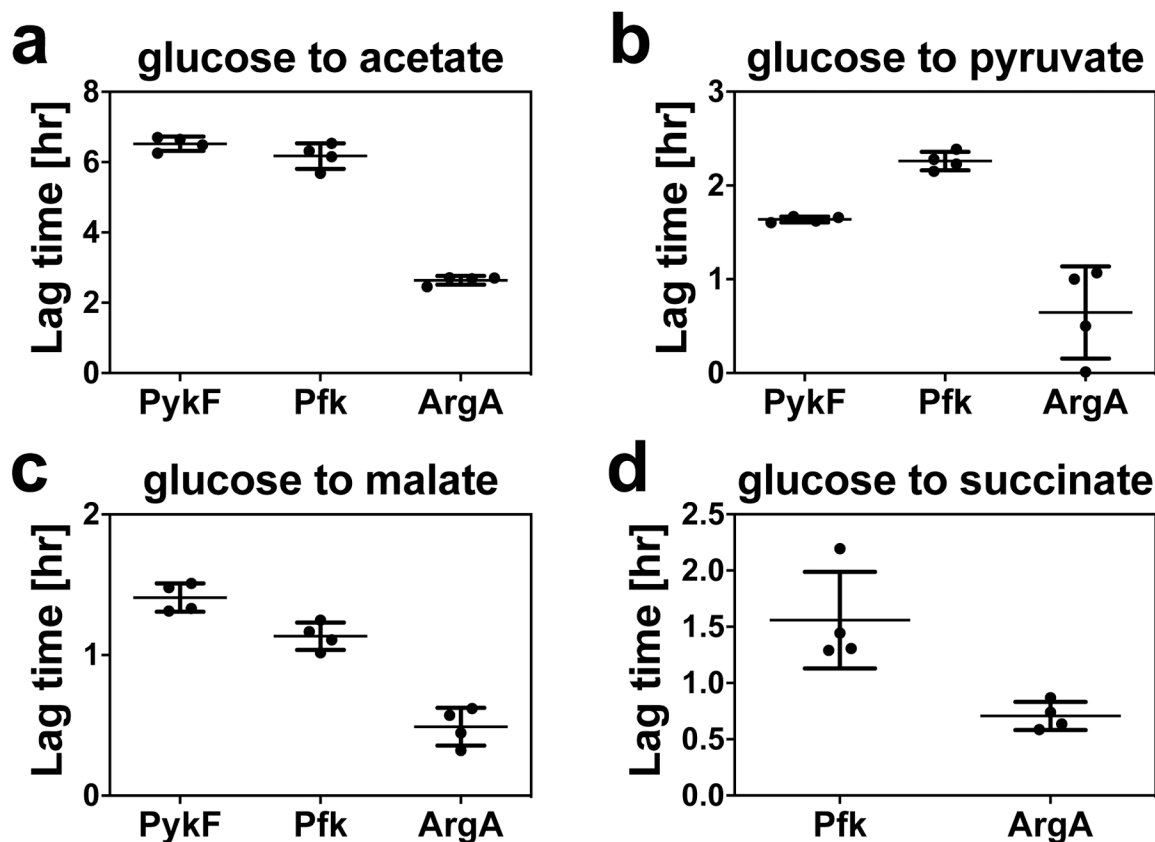 a
glucose to acetate
Lag time [hr]
8
6
4
2
0
PykF Pfk ArgA
b
glucose to pyruvate
Lag time [hr]
3
2
1
0
PykF Pfk ArgA
c
glucose to malate
Lag time [hr]
2
1
0
PykF Pfk ArgA
d
glucose to succinate
Lag time [hr]
2.5
2.0
1.5
1.0
0.5
0.0
Pfk ArgA